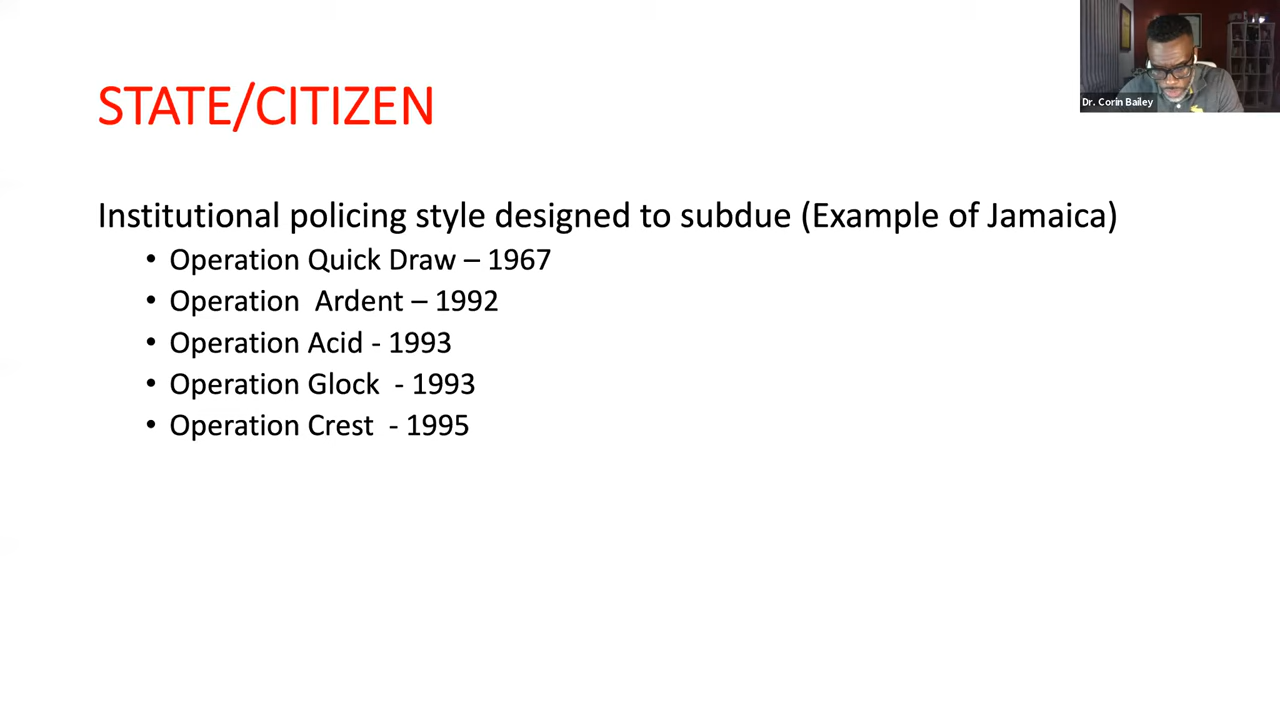 STATE/CITIZEN
Dr. Corin Bailey
Institutional policing style designed to subdue (Example of Jamaica)
• Operation Quick Draw – 1967
• Operation  Ardent – 1992
• Operation Acid - 1993
• Operation Glock  - 1993
• Operation Crest  - 1995